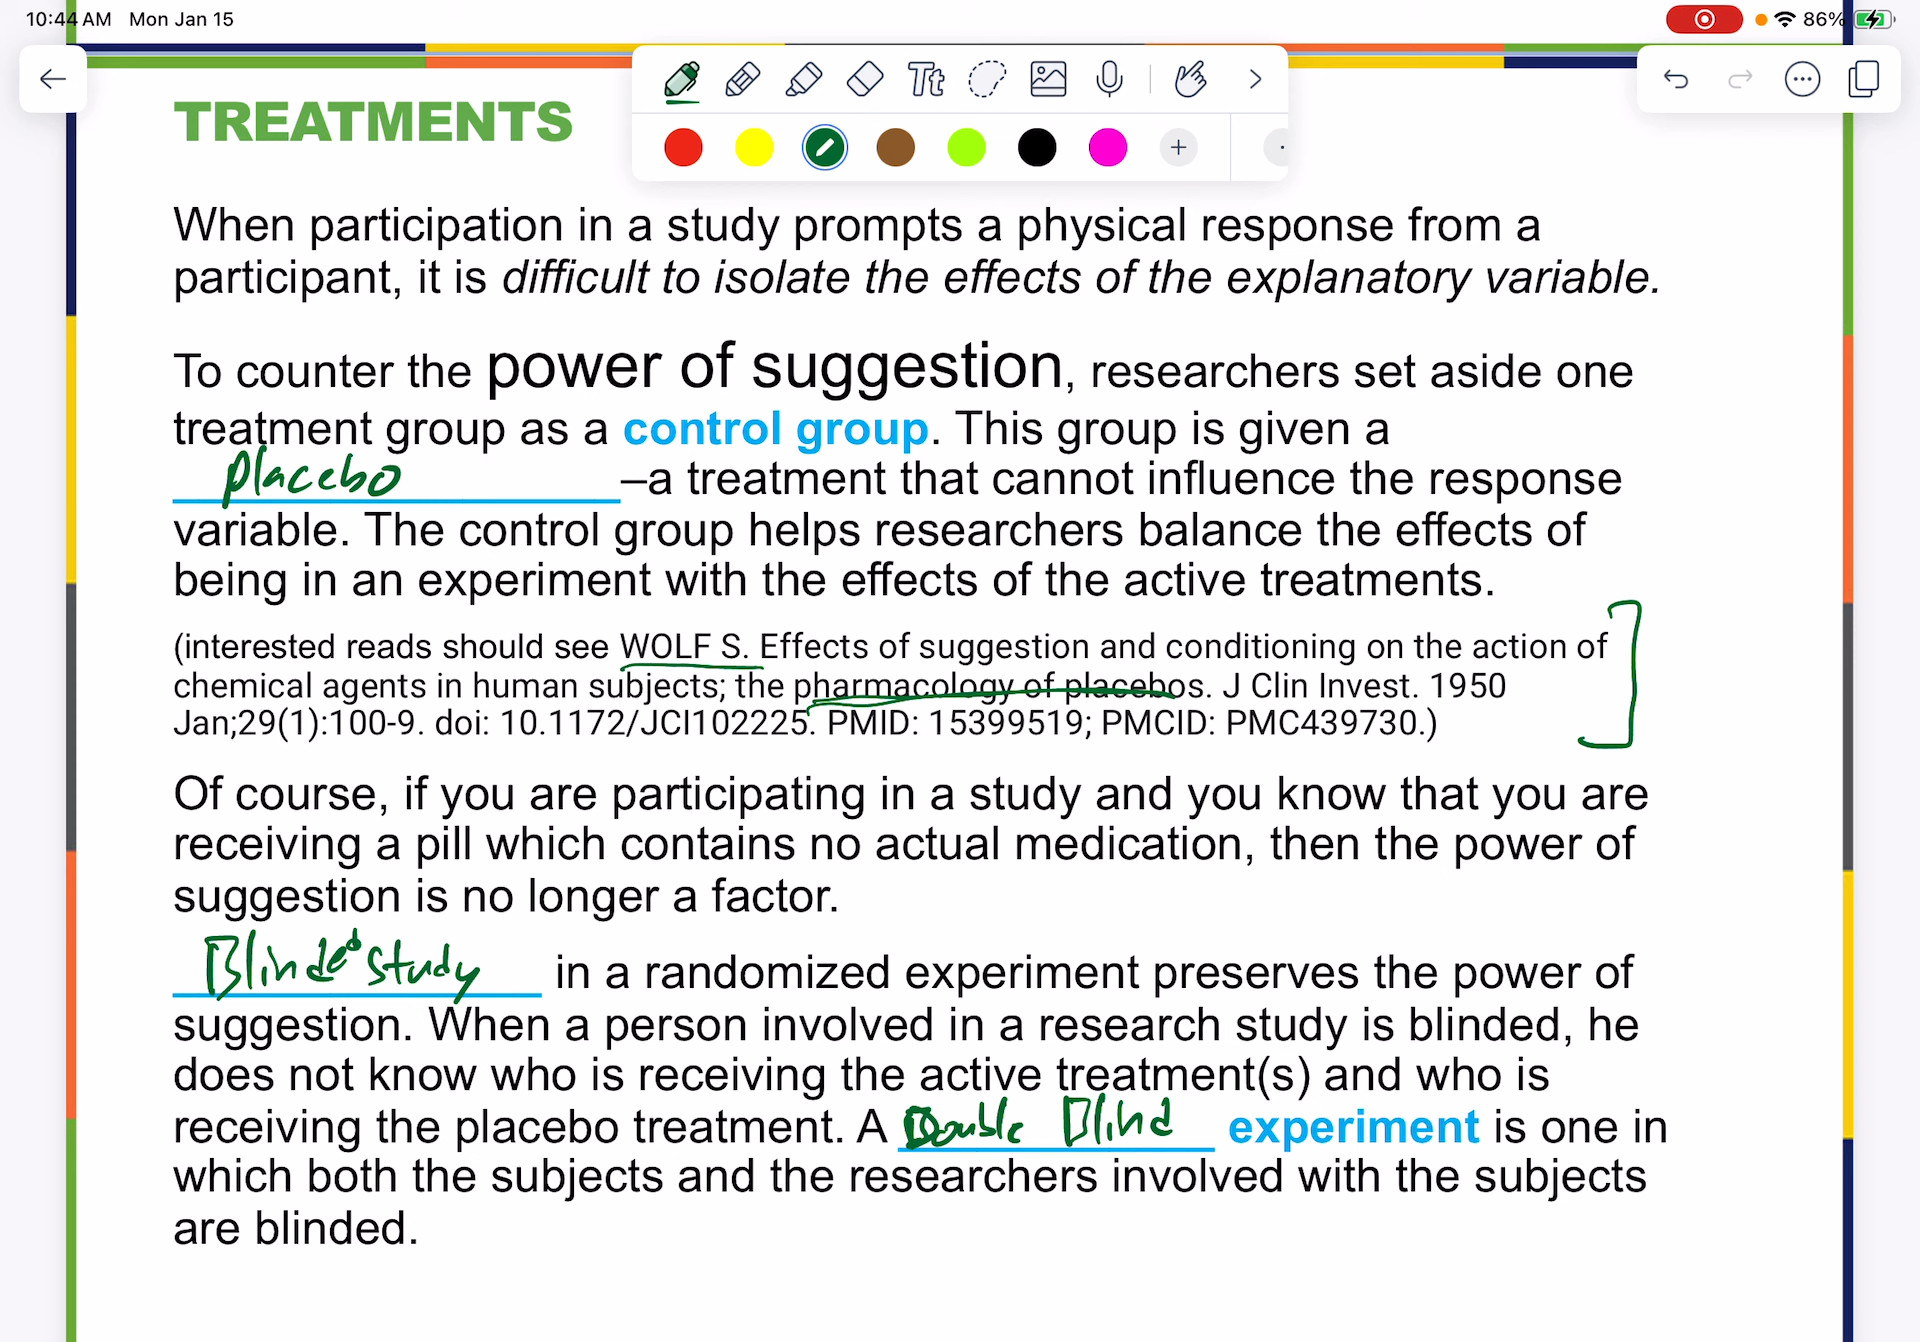 10:44 AM Mon Jan 15
86%
Tt
TREATMENTS
When participation in a study prompts a physical response from a
participant, it is difficult to isolate the effects of the explanatory variable.
To counter the power of suggestion, researchers set aside one
treatment group as a control group. This group is given a
placebo –a treatment that cannot influence the response
variable. The control group helps researchers balance the effects of
being in an experiment with the effects of the active treatments.
(interested reads should see WOLF S. Effects of suggestion and conditioning on the action of
chemical agents in human subjects; the pharmacology of placebos. J Clin Invest. 1950
Jan;29(1):100-9. doi: 10.1172/JCI102225. PMID: 15399519; PMCID: PMC439730.)
Of course, if you are participating in a study and you know that you are
receiving a pill which contains no actual medication, then the power of
suggestion is no longer a factor.
Blinded study in a randomized experiment preserves the power of
suggestion. When a person involved in a research study is blinded, he
does not know who is receiving the active treatment(s) and who is
receiving the placebo treatment. A Double Blind experiment is one in
which both the subjects and the researchers involved with the subjects
are blinded.